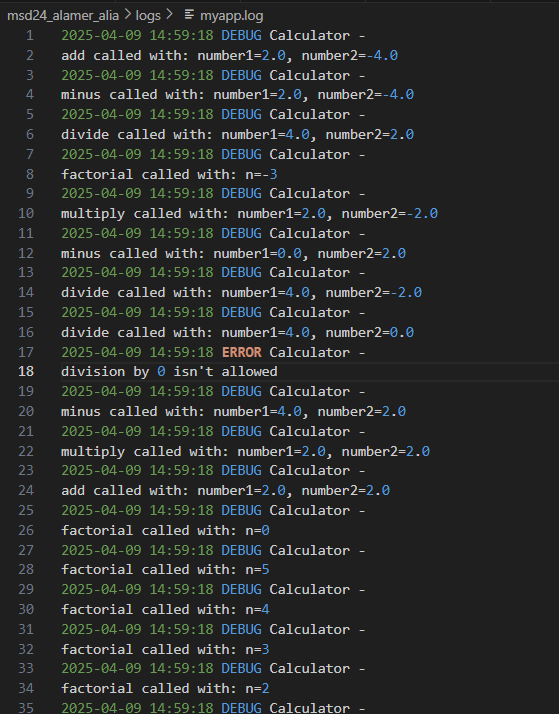 msd24_alamer_alia > logs > myapp.log
1 2025-04-09 14:59:18 DEBUG Calculator -
2 add called with: number1=2.0, number2=-4.0
3 2025-04-09 14:59:18 DEBUG Calculator -
4 minus called with: number1=2.0, number2=-4.0
5 2025-04-09 14:59:18 DEBUG Calculator -
6 divide called with: number1=4.0, number2=2.0
7 2025-04-09 14:59:18 DEBUG Calculator -
8 factorial called with: n=-3
9 2025-04-09 14:59:18 DEBUG Calculator -
10 multiply called with: number1=2.0, number2=-2.0
11 2025-04-09 14:59:18 DEBUG Calculator -
12 minus called with: number1=0.0, number2=2.0
13 2025-04-09 14:59:18 DEBUG Calculator -
14 divide called with: number1=4.0, number2=-2.0
15 2025-04-09 14:59:18 DEBUG Calculator -
16 divide called with: number1=4.0, number2=0.0
17 2025-04-09 14:59:18 ERROR Calculator -
18 division by 0 isn't allowed
19 2025-04-09 14:59:18 DEBUG Calculator -
20 minus called with: number1=4.0, number2=2.0
21 2025-04-09 14:59:18 DEBUG Calculator -
22 multiply called with: number1=2.0, number2=2.0
23 2025-04-09 14:59:18 DEBUG Calculator -
24 add called with: number1=2.0, number2=2.0
25 2025-04-09 14:59:18 DEBUG Calculator -
26 factorial called with: n=0
27 2025-04-09 14:59:18 DEBUG Calculator -
28 factorial called with: n=5
29 2025-04-09 14:59:18 DEBUG Calculator -
30 factorial called with: n=4
31 2025-04-09 14:59:18 DEBUG Calculator -
32 factorial called with: n=3
33 2025-04-09 14:59:18 DEBUG Calculator -
34 factorial called with: n=2
35 2025-04-09 14:59:18 DEBUG Calculator -